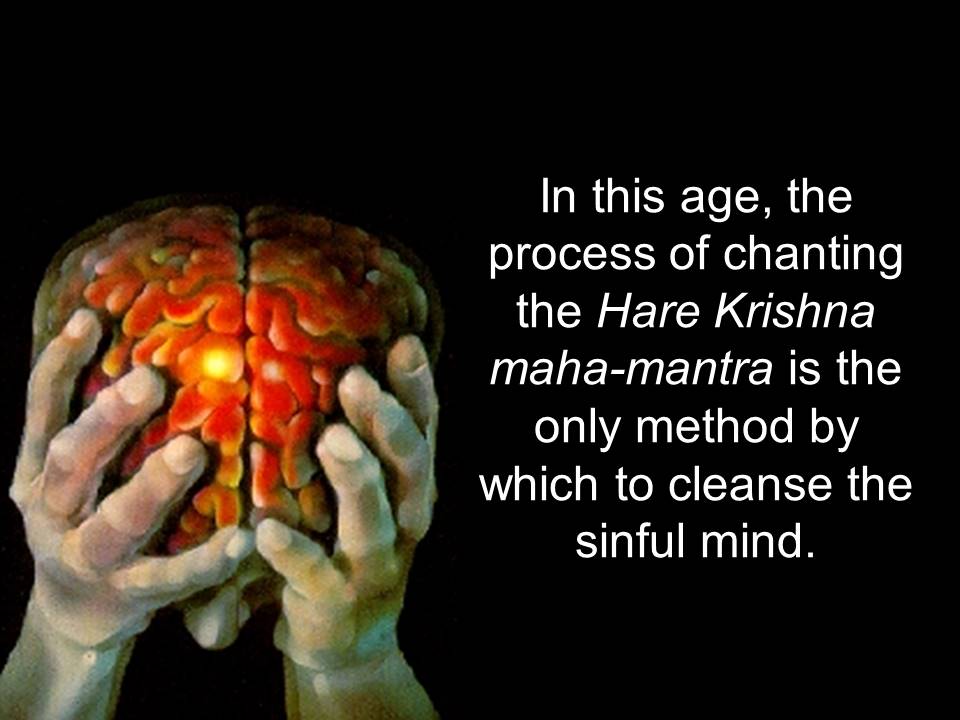 In this age, the
process of chanting
the Hare Krishna
maha-mantra is the
only method by
which to cleanse the
sinful mind.